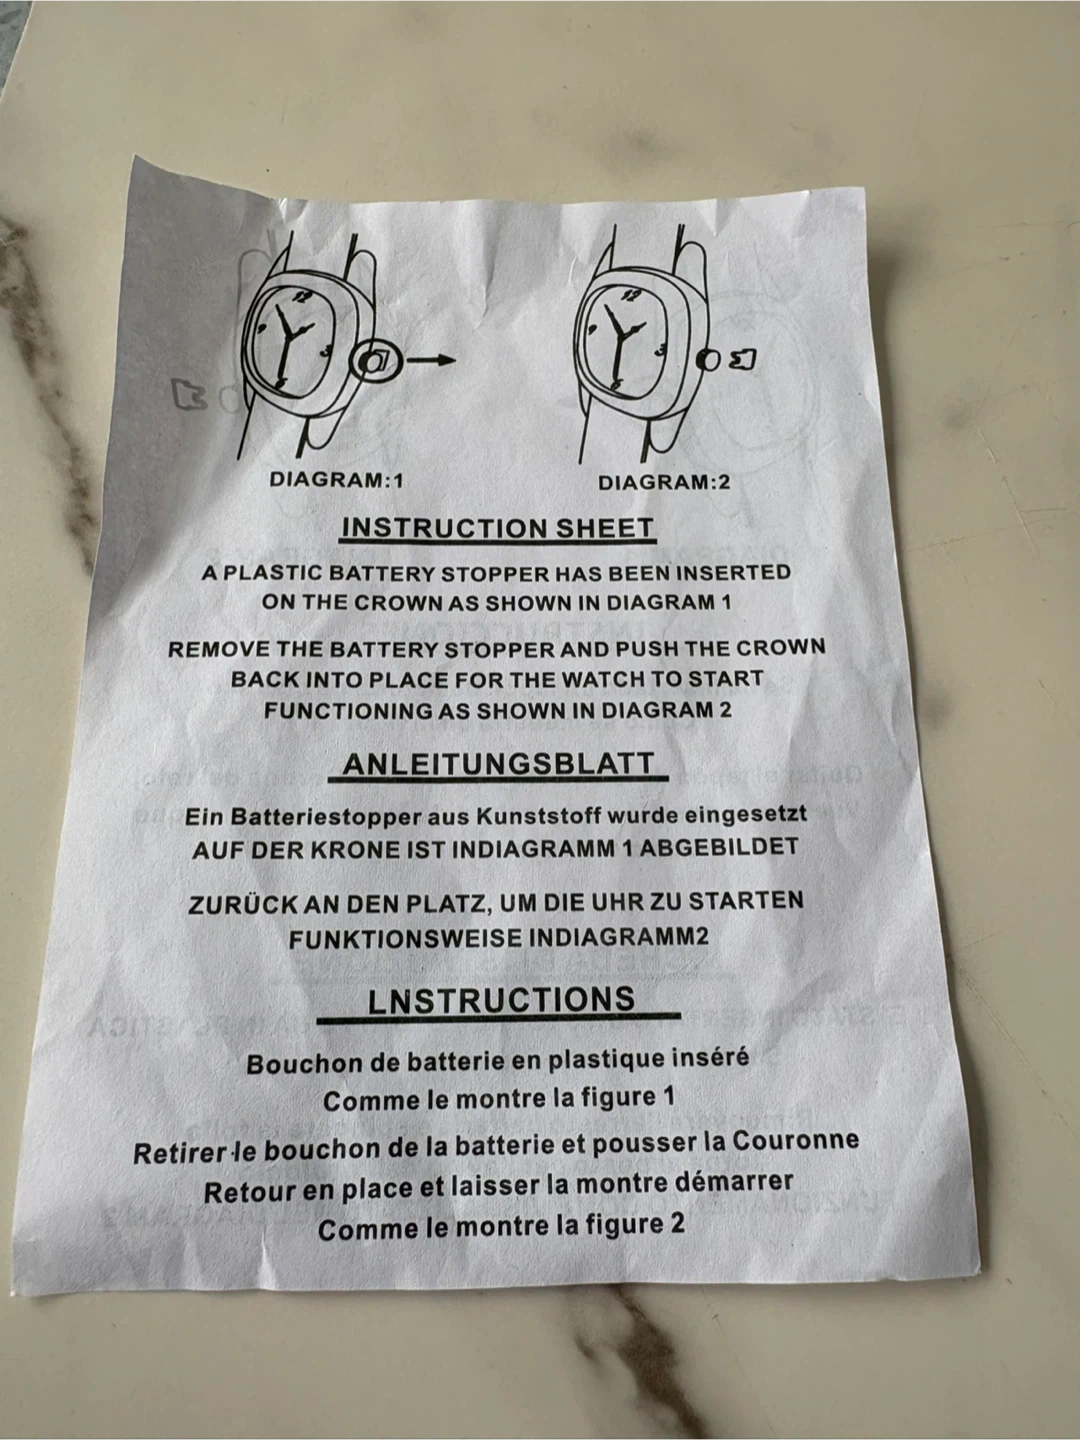 DIAGRAM:1
DIAGRAM:2
INSTRUCTION SHEET
A PLASTIC BATTERY STOPPER HAS BEEN INSERTED
ON THE CROWN AS SHOWN IN DIAGRAM 1
REMOVE THE BATTERY STOPPER AND PUSH THE CROWN
BACK INTO PLACE FOR THE WATCH TO START
FUNCTIONING AS SHOWN IN DIAGRAM 2
ANLEITUNGSBLATT
Ein Batteriestopper aus Kunststoff wurde eingesetzt
AUF DER KRONE IST INDIAGRAMM 1 ABGEBILDET
ZURÜCK AN DEN PLATZ, UM DIE UHR ZU STARTEN
FUNKTIONSWEISE INDIAGRAMM2
LNSTRUCTIONS
Bouchon de batterie en plastique inséré
Comme le montre la figure 1
Retirer le bouchon de la batterie et pousser la Couronne
Retour en place et laisser la montre démarrer
Comme le montre la figure 2